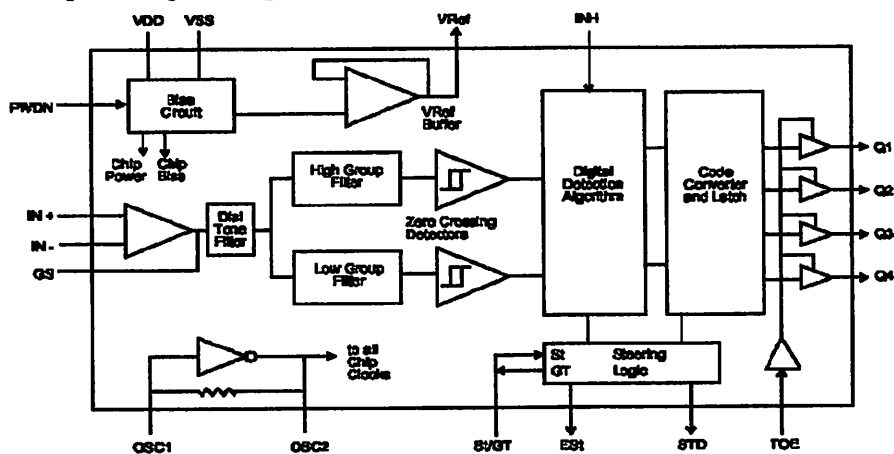 VDD
VSS
VRef
INH
PWDN
Bias
Circuit
VRef
Buffer
Chip
Power
Chip
Bias
High Group
Filter
Digital
Detection
Algorithm
Code
Converter
and Latch
Q1
Q2
Q3
Q4
IN +
IN -
GS
Dial
Tone
Filter
Zero Crossing
Detectors
Low Group
Filter
to all
Chip
Clocks
St
GT
Steering
Logic
OSC1
OSC2
St/GT
ESt
STD
TOE